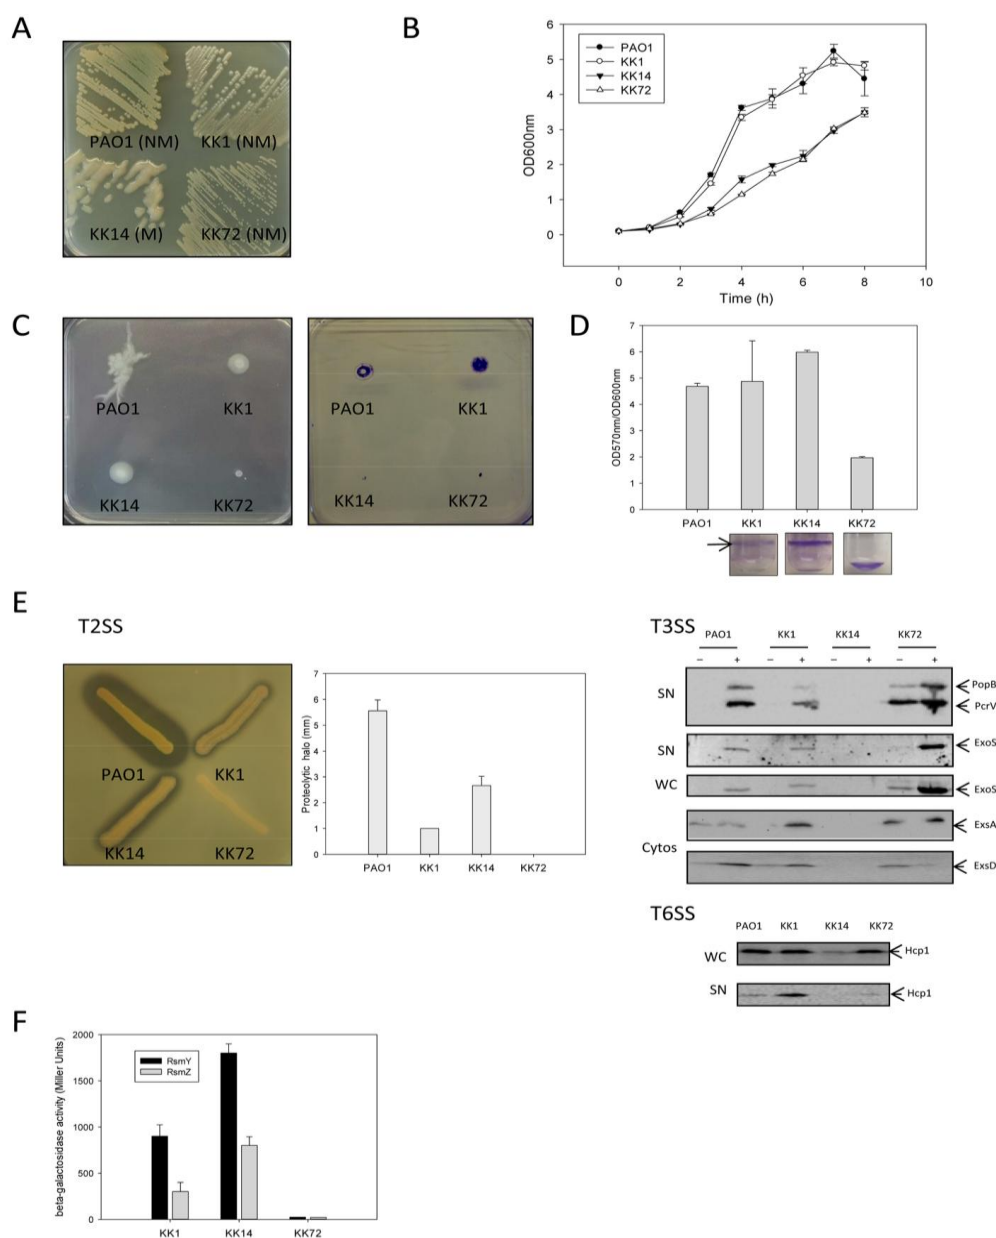 A
PAO1 (NM)
KK1 (NM)
KK14 (M)
KK72 (NM)
B
OD600nm
6
5
4
3
2
1
0
PAO1
KK1
KK14
KK72
0
2
4
6
8
10
Time (h)
C
PAO1
KK1
KK14
KK72
PAO1
KK1
KK14
KK72
D
OD570nm/OD600nm
7
6
5
4
3
2
1
0
PAO1
KK1
KK14
KK72
E
T2SS
PAO1
KK1
KK14
KK72
Proteolytic halo (mm)
7
6
5
4
3
2
1
0
PAO1
KK1
KK14
KK72
T3SS
PAO1
KK1
KK14
KK72
– + – + – + – +
SN
PopB
PcrV
SN
ExoS
WC
ExoS
Cytos
ExsA
ExsD
T6SS
PAO1
KK1
KK14
KK72
WC
Hcp1
SN
Hcp1
F
beta-galactosidase activity (Miller Units)
2000
1500
1000
500
0
RsmY
RsmZ
KK1
KK14
KK72